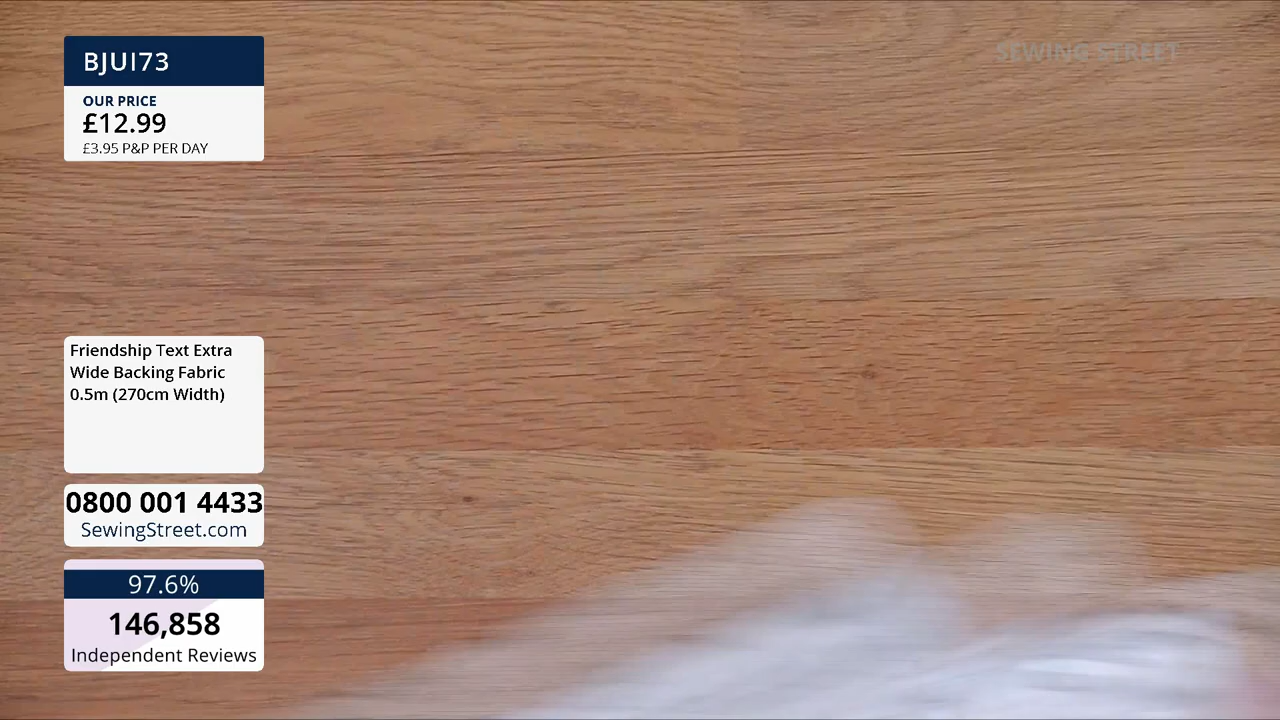 BJUI73
OUR PRICE
£12.99
£3.95 P&P PER DAY
SEWING STREET
Friendship Text Extra
Wide Backing Fabric
0.5m (270cm Width)
0800 001 4433
SewingStreet.com
97.6%
146,858
Independent Reviews